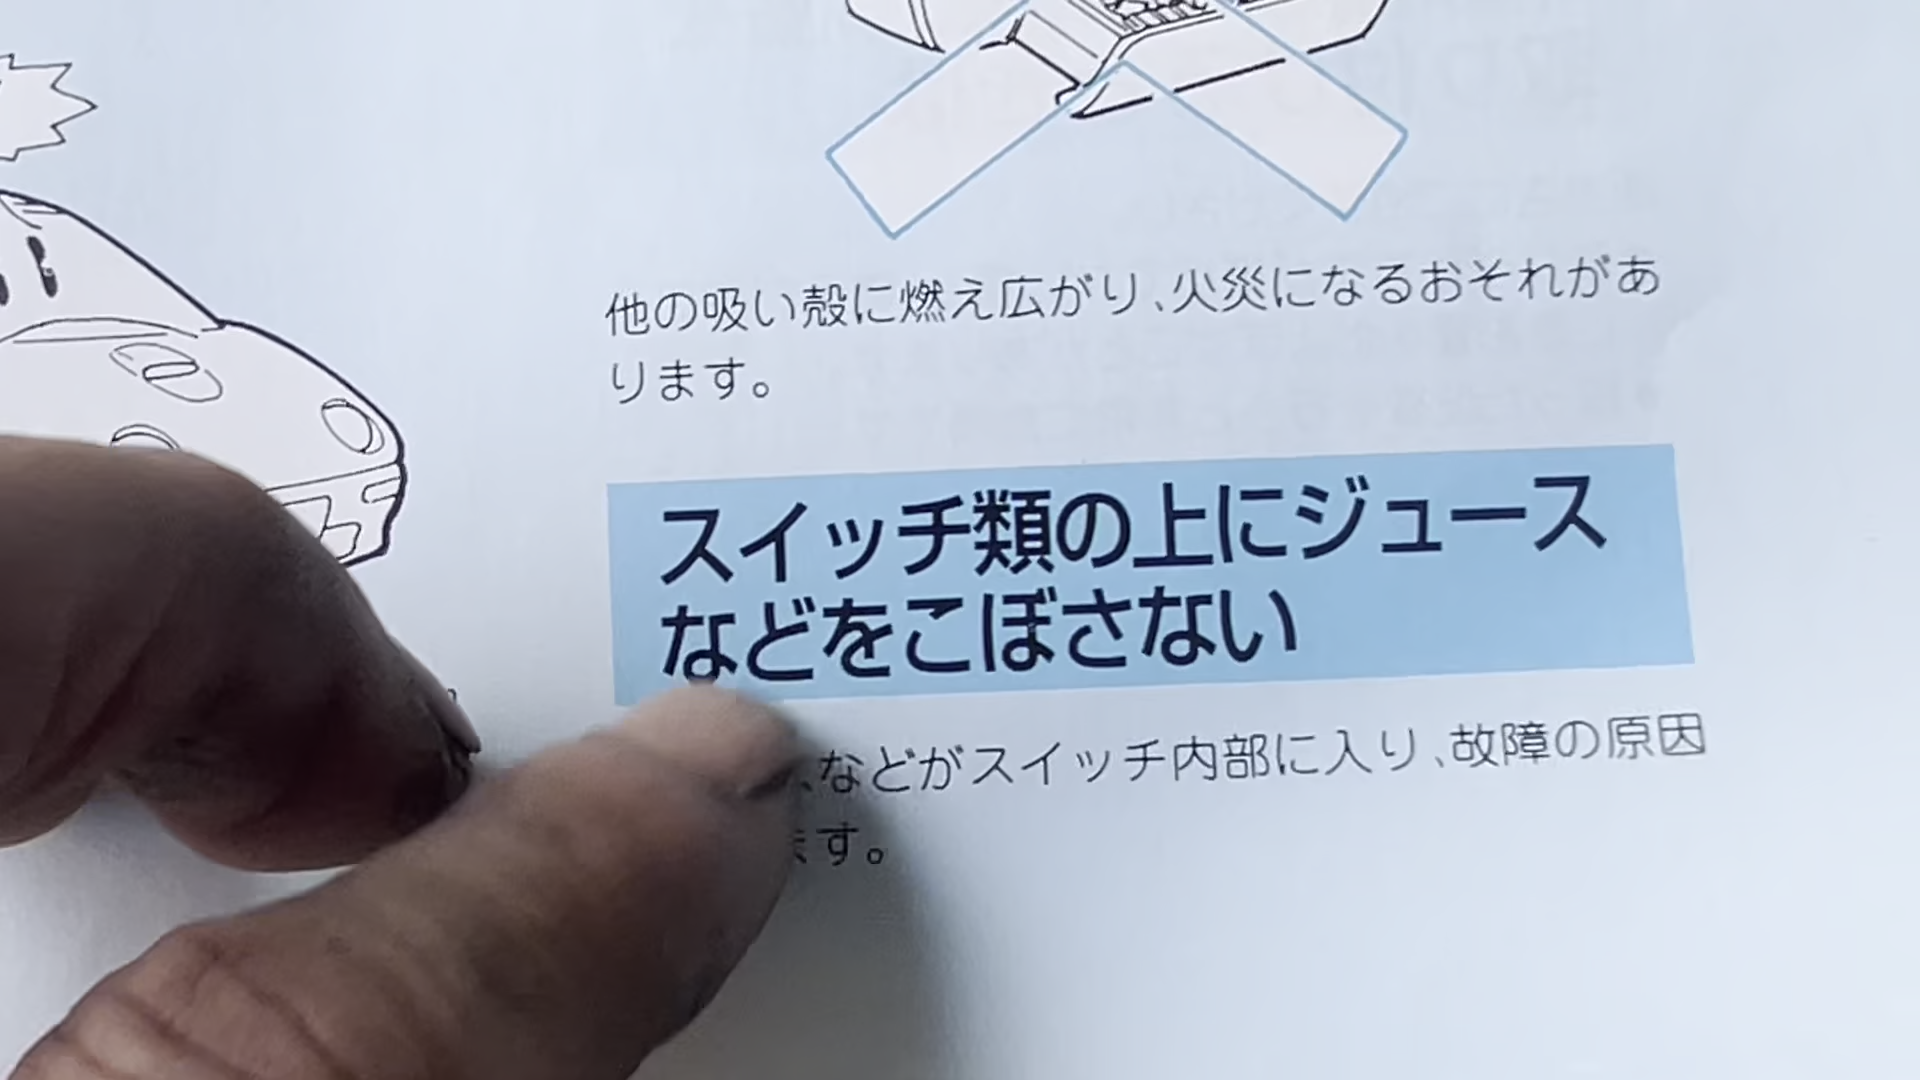 他の吸い殻に燃え広がり、火災になるおそれがあ
ります。
スイッチ類の上にジュース
などをこぼさない
などがスイッチ内部に入り、故障の原因
ます。